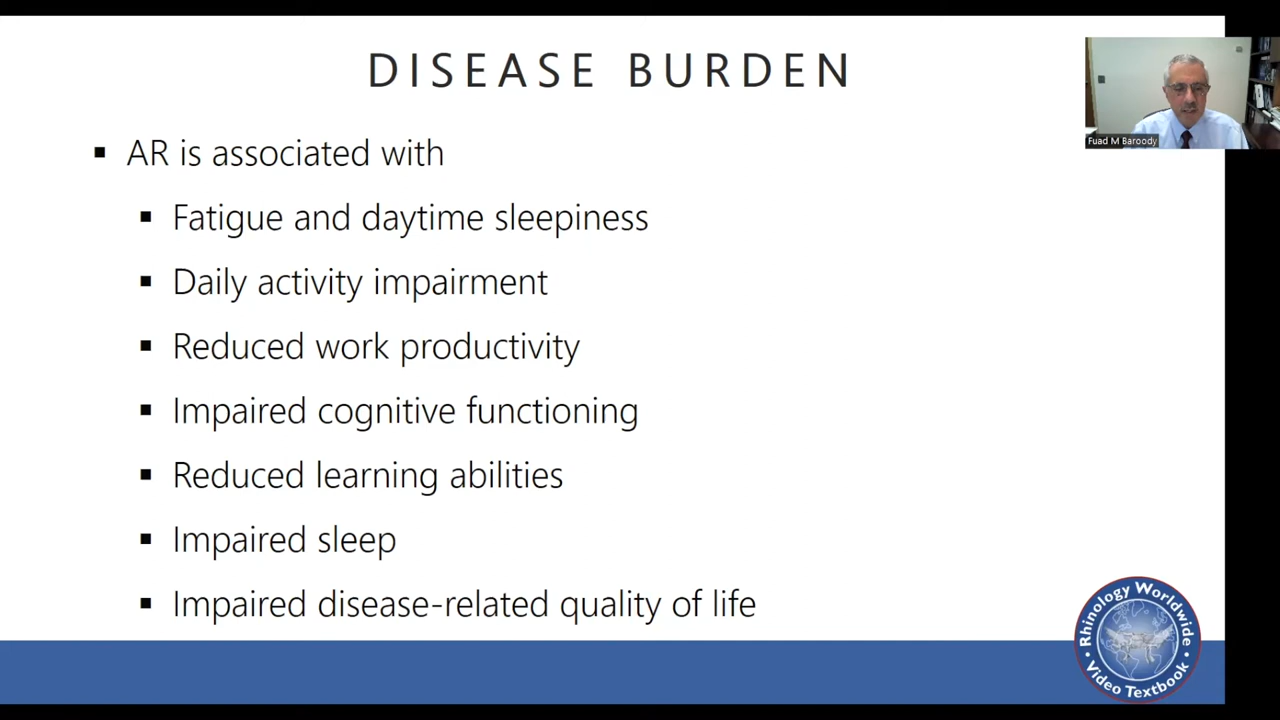 DISEASE BURDEN
Fuad M Baroody
▪ AR is associated with
▪ Fatigue and daytime sleepiness
▪ Daily activity impairment
▪ Reduced work productivity
▪ Impaired cognitive functioning
▪ Reduced learning abilities
▪ Impaired sleep
▪ Impaired disease-related quality of life
Rhinology Worldwide
• Video Textbook •